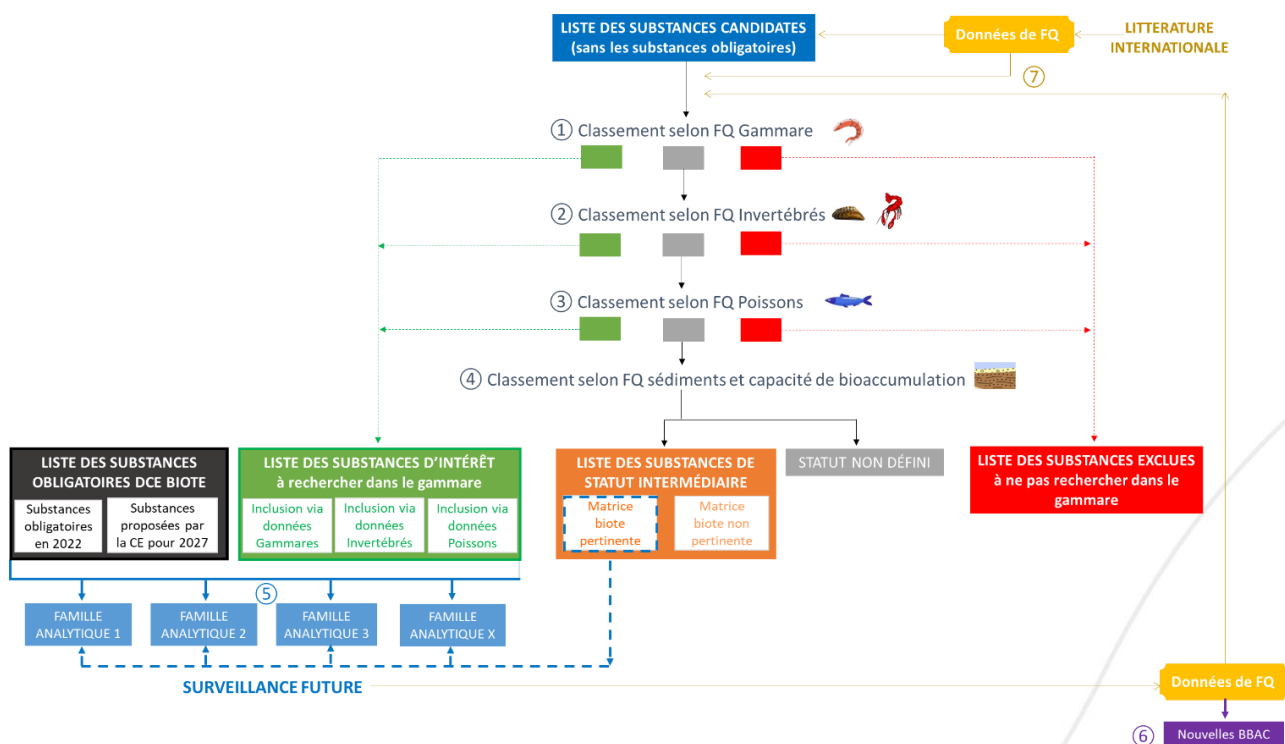 LISTE DES SUBSTANCES CANDIDATES
(sans les substances obligatoires)
Données de FQ
LITTERATURE
INTERNATIONALE
⑦
① Classement selon FQ Gammare
② Classement selon FQ Invertébrés
③ Classement selon FQ Poissons
④ Classement selon FQ sédiments et capacité de bioaccumulation
LISTE DES SUBSTANCES
OBLIGATOIRES DCE BIOTE
Substances
obligatoires
en 2022
Substances
proposées par
la CE pour 2027
LISTE DES SUBSTANCES D'INTÉRÊT
à rechercher dans le gammare
Inclusion via
données
Gammares
Inclusion via
données
Invertébrés
Inclusion via
données
Poissons
LISTE DES SUBSTANCES DE
STATUT INTERMÉDIAIRE
Matrice
biote
pertinente
Matrice
biote non
pertinente
STATUT NON DÉFINI
LISTE DES SUBSTANCES EXCLUES
à ne pas rechercher dans le
gammare
⑤
FAMILLE
ANALYTIQUE 1
FAMILLE
ANALYTIQUE 2
FAMILLE
ANALYTIQUE 3
FAMILLE
ANALYTIQUE X
SURVEILLANCE FUTURE
Données de FQ
⑥ Nouvelles BBAC